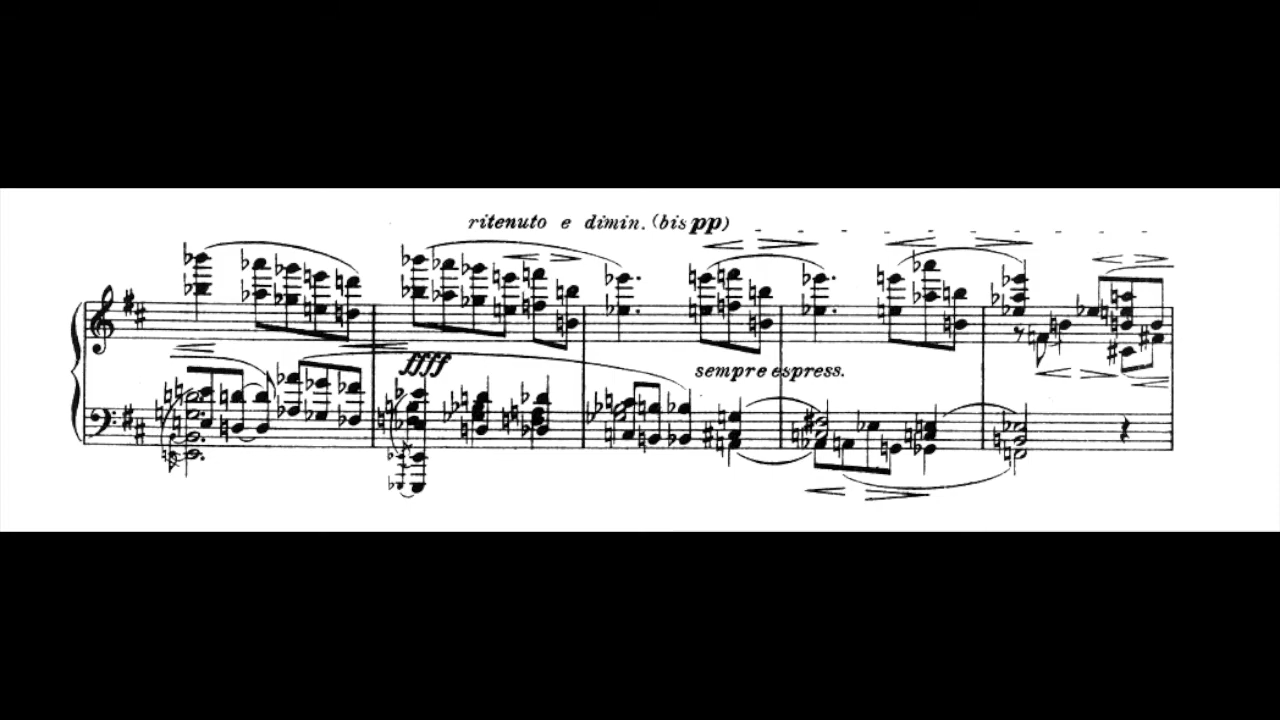 ritenuto e dimin. (bis pp)
ffff
sempre espress.